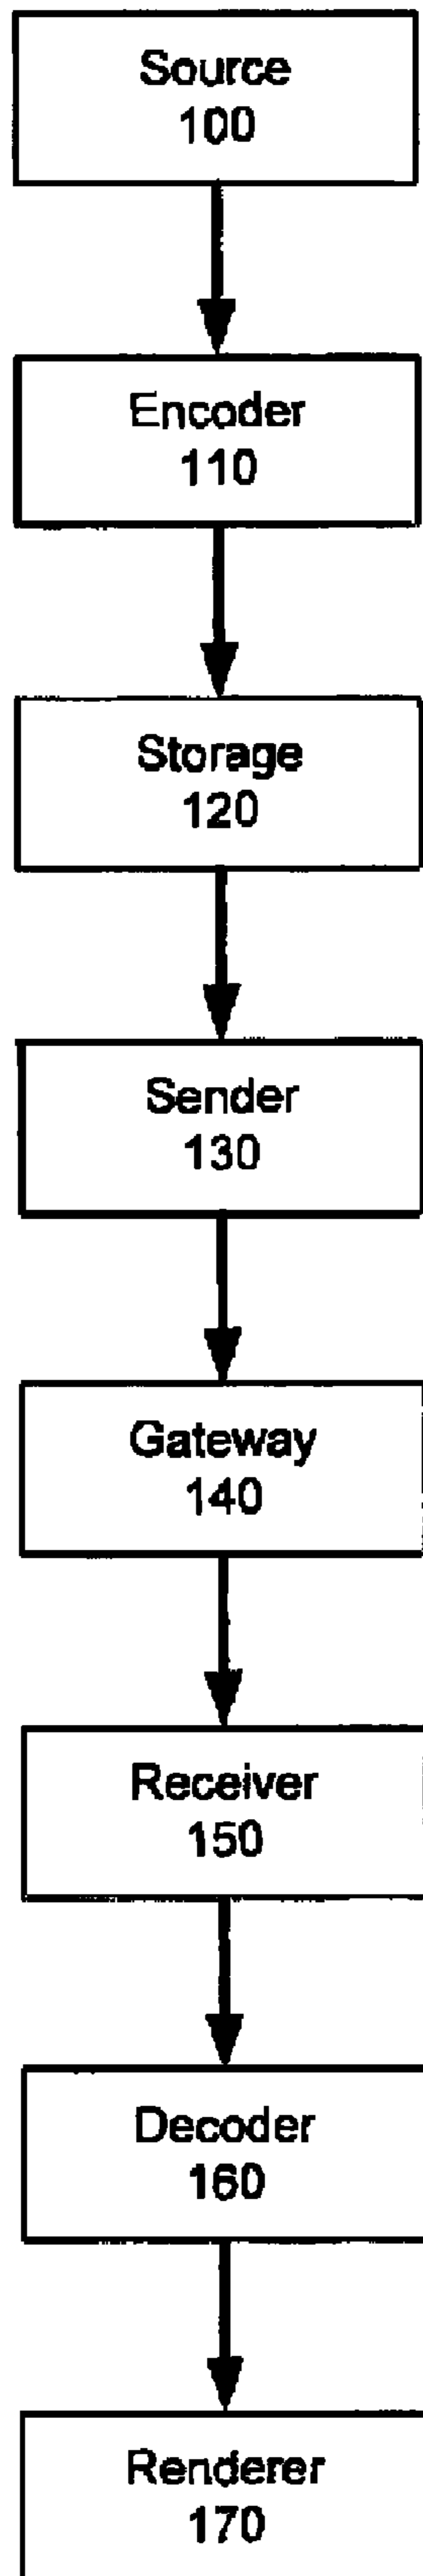 Source
100
Encoder
110
Storage
120
Sender
130
Gateway
140
Receiver
150
Decoder
160
Renderer
170